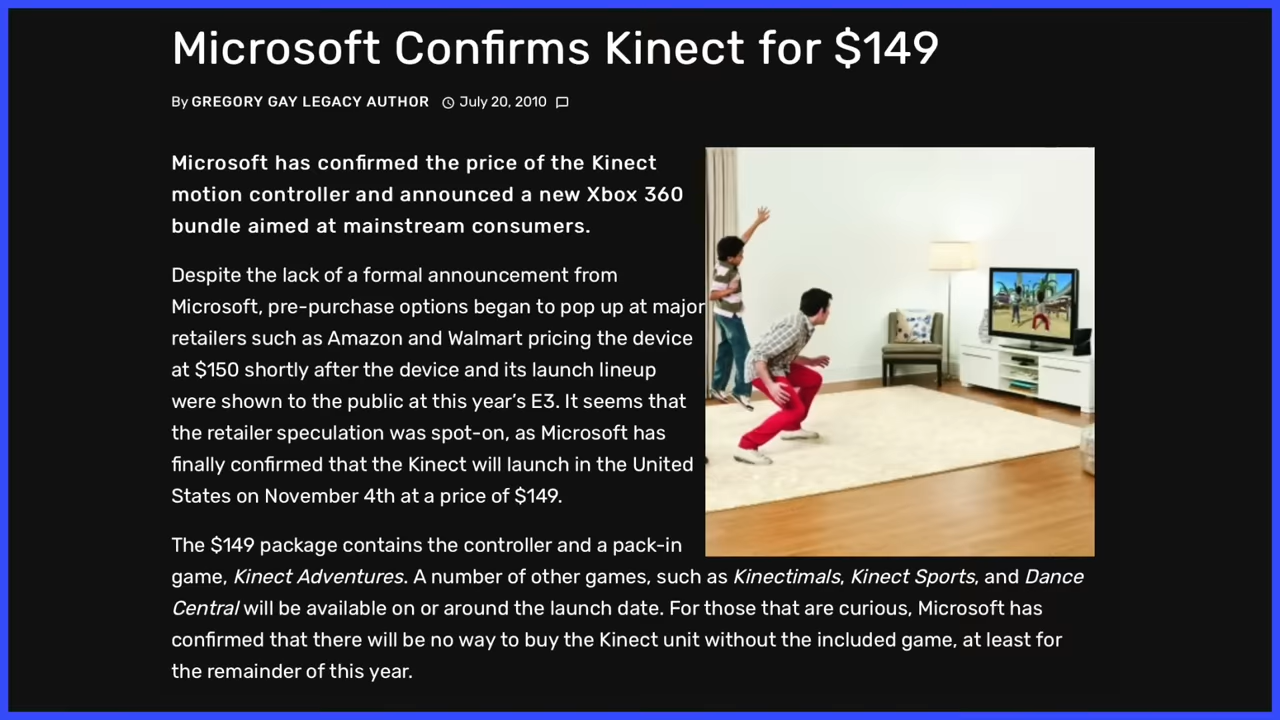 Microsoft Confirms Kinect for $149
By GREGORY GAY LEGACY AUTHOR July 20, 2010
Microsoft has confirmed the price of the Kinect
motion controller and announced a new Xbox 360
bundle aimed at mainstream consumers.
Despite the lack of a formal announcement from
Microsoft, pre-purchase options began to pop up at major
retailers such as Amazon and Walmart pricing the device
at $150 shortly after the device and its launch lineup
were shown to the public at this year’s E3. It seems that
the retailer speculation was spot-on, as Microsoft has
finally confirmed that the Kinect will launch in the United
States on November 4th at a price of $149.
The $149 package contains the controller and a pack-in
game, Kinect Adventures. A number of other games, such as Kinectimals, Kinect Sports, and Dance
Central will be available on or around the launch date. For those that are curious, Microsoft has
confirmed that there will be no way to buy the Kinect unit without the included game, at least for
the remainder of this year.